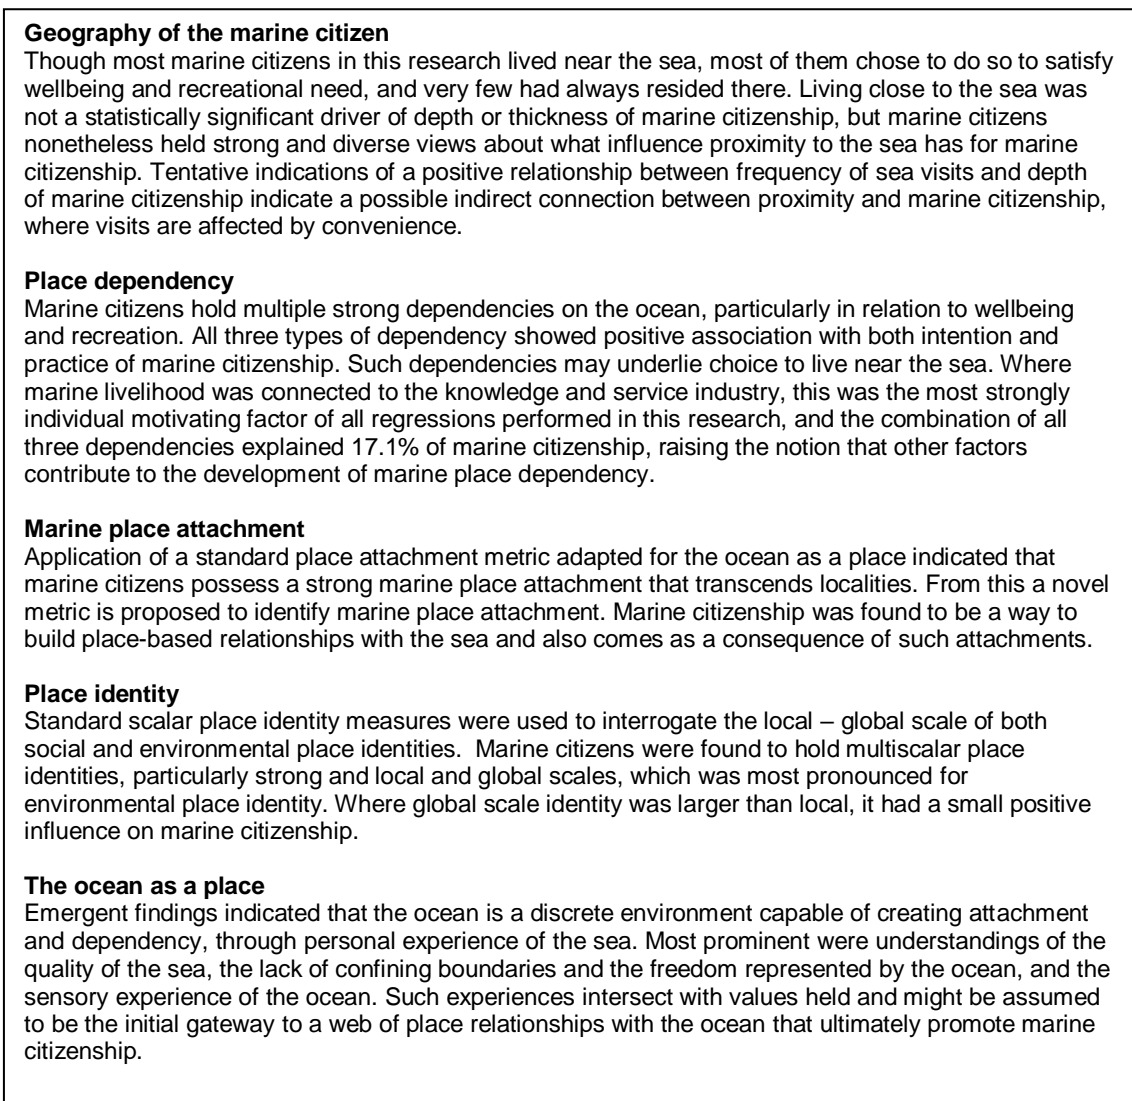 Geography of the marine citizen
Though most marine citizens in this research lived near the sea, most of them chose to do so to satisfy
wellbeing and recreational need, and very few had always resided there. Living close to the sea was
not a statistically significant driver of depth or thickness of marine citizenship, but marine citizens
nonetheless held strong and diverse views about what influence proximity to the sea has for marine
citizenship. Tentative indications of a positive relationship between frequency of sea visits and depth
of marine citizenship indicate a possible indirect connection between proximity and marine citizenship,
where visits are affected by convenience.
Place dependency
Marine citizens hold multiple strong dependencies on the ocean, particularly in relation to wellbeing
and recreation. All three types of dependency showed positive association with both intention and
practice of marine citizenship. Such dependencies may underlie choice to live near the sea. Where
marine livelihood was connected to the knowledge and service industry, this was the most strongly
individual motivating factor of all regressions performed in this research, and the combination of all
three dependencies explained 17.1% of marine citizenship, raising the notion that other factors
contribute to the development of marine place dependency.
Marine place attachment
Application of a standard place attachment metric adapted for the ocean as a place indicated that
marine citizens possess a strong marine place attachment that transcends localities. From this a novel
metric is proposed to identify marine place attachment. Marine citizenship was found to be a way to
build place-based relationships with the sea and also comes as a consequence of such attachments.
Place identity
Standard scalar place identity measures were used to interrogate the local – global scale of both
social and environmental place identities.  Marine citizens were found to hold multiscalar place
identities, particularly strong and local and global scales, which was most pronounced for
environmental place identity. Where global scale identity was larger than local, it had a small positive
influence on marine citizenship.
The ocean as a place
Emergent findings indicated that the ocean is a discrete environment capable of creating attachment
and dependency, through personal experience of the sea. Most prominent were understandings of the
quality of the sea, the lack of confining boundaries and the freedom represented by the ocean, and the
sensory experience of the ocean. Such experiences intersect with values held and might be assumed
to be the initial gateway to a web of place relationships with the ocean that ultimately promote marine
citizenship.